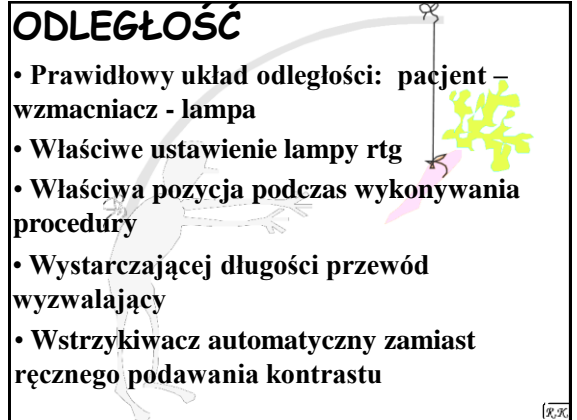 ODLEGŁOŚĆ
• Prawidłowy układ odległości: pacjent –
wzmacniacz - lampa
• Właściwe ustawienie lampy rtg
• Właściwa pozycja podczas wykonywania
procedury
• Wystarczającej długości przewód
wyzwalający
• Wstrzykiwacz automatyczny zamiast
ręcznego podawania kontrastu
R.K.